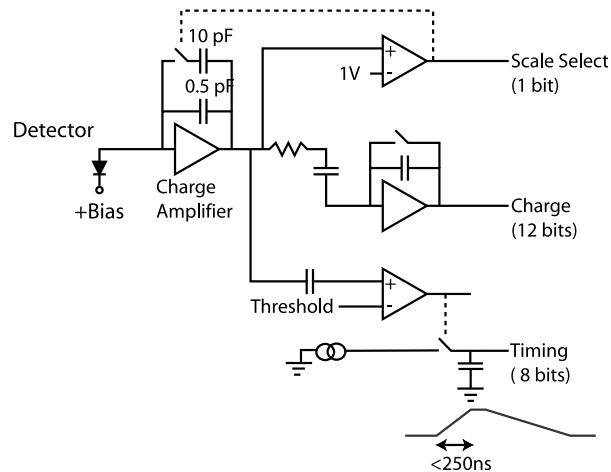 10 pF
0.5 pF
+
1V
-
Scale Select
(1 bit)
Detector
+Bias
Charge
Amplifier
Charge
(12 bits)
+
Threshold
-
Timing
( 8 bits)
<250ns